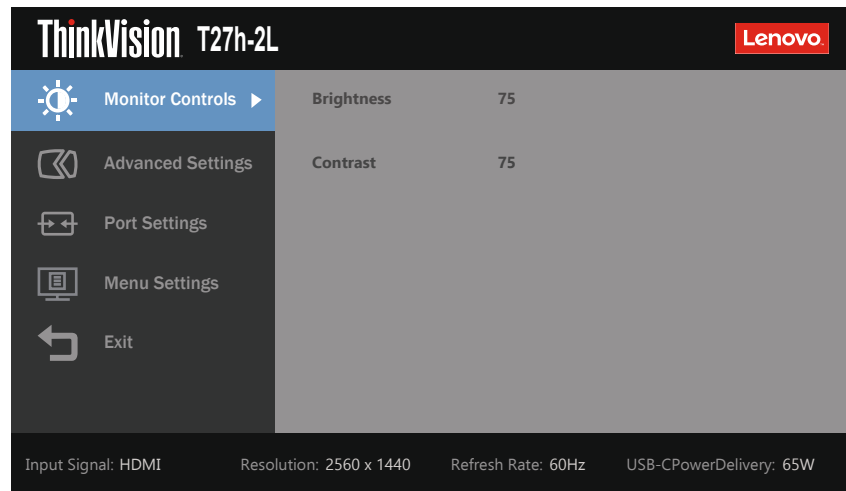 ThinkVision T27h-2L Lenovo.
Monitor Controls Brightness 75
Advanced Settings Contrast 75
Port Settings
Menu Settings
Exit
Input Signal: HDMI Resolution: 2560 x 1440 Refresh Rate: 60Hz USB-CPowerDelivery: 65W